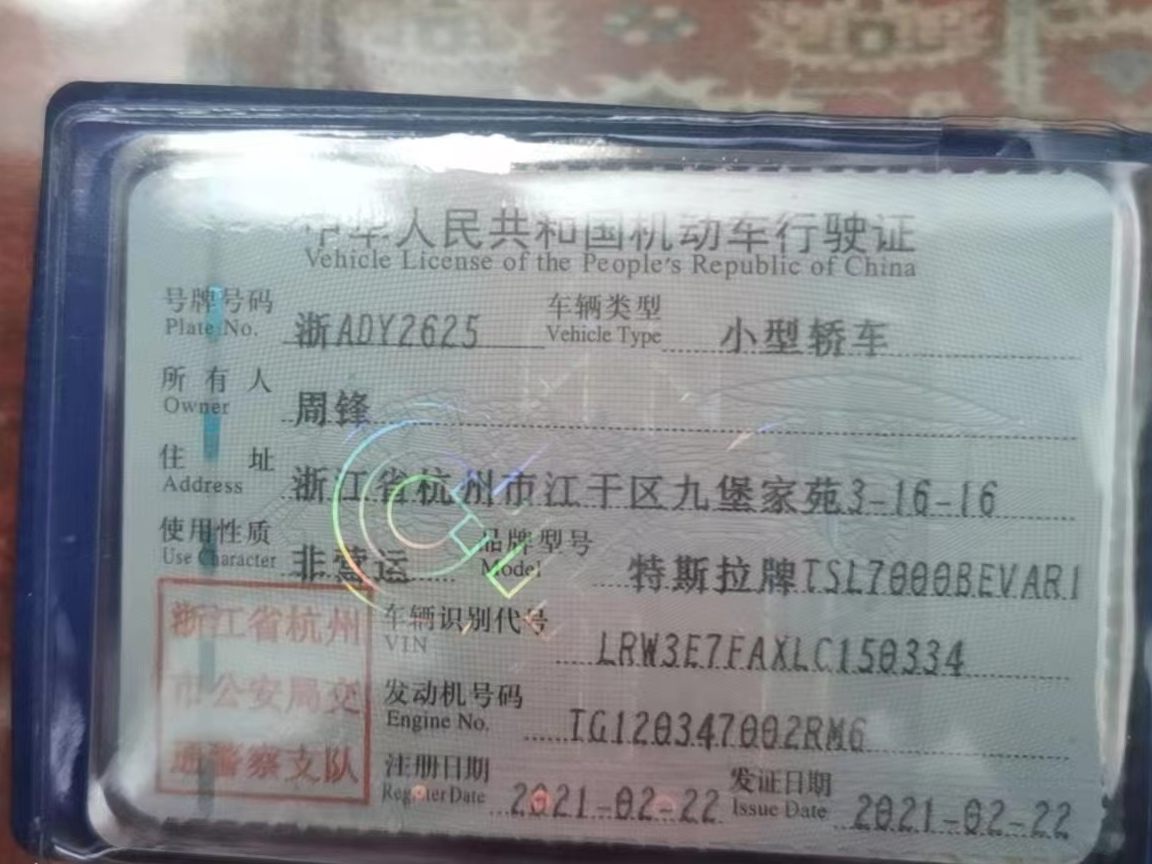 中华人民共和国机动车行驶证
Vehicle License of the People's Republic of China
号牌号码 浙ADY2625 车辆类型 小型轿车
Plate No. Vehicle Type
所有人 周锋
Owner
住址 浙江省杭州市江干区九堡家苑3-16-16
Address
使用性质 非营运 品牌型号 特斯拉牌TSL7000BEVAR1
Use Character Model
浙江省杭州
市公安局交
通警察支队
车辆识别代号 LRW3E7FAXLC150334
VIN
发动机号码 TG120347002RM6
Engine No.
注册日期 2021-02-22 发证日期 2021-02-22
Register Date Issue Date